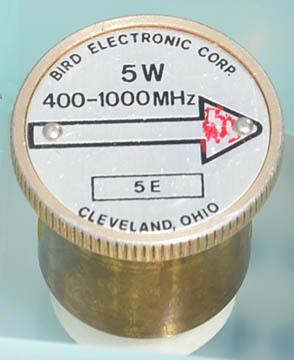 BIRD ELECTRONIC CORP.
5W
400-1000MHz
5E
CLEVELAND, OHIO